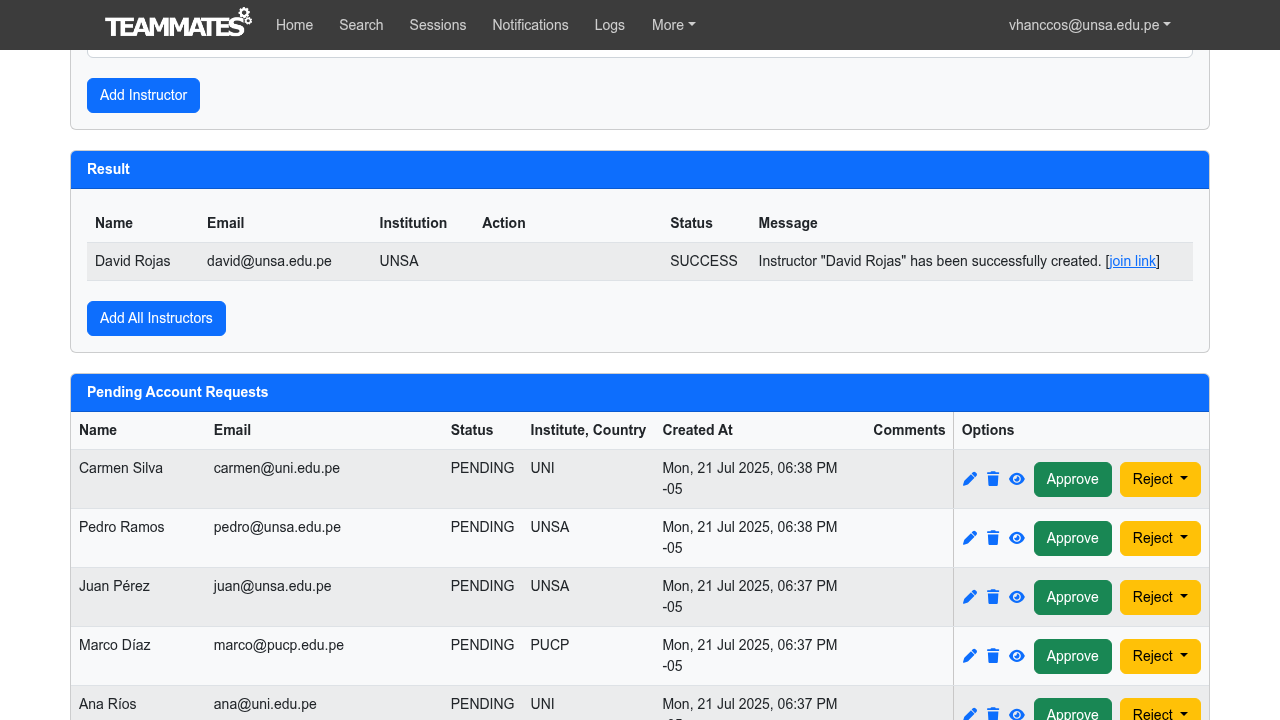 TEAMMATES Home Search Sessions Notifications Logs More vhanccos@unsa.edu.pe
Add Instructor
Result
Name Email Institution Action Status Message
David Rojas david@unsa.edu.pe UNSA SUCCESS Instructor "David Rojas" has been successfully created. [join link]
Add All Instructors
Pending Account Requests
Name Email Status Institute, Country Created At Comments Options
Carmen Silva carmen@uni.edu.pe PENDING UNI Mon, 21 Jul 2025, 06:38 PM Approve Reject
-05
Pedro Ramos pedro@unsa.edu.pe PENDING UNSA Mon, 21 Jul 2025, 06:38 PM Approve Reject
-05
Juan Pérez juan@unsa.edu.pe PENDING UNSA Mon, 21 Jul 2025, 06:37 PM Approve Reject
-05
Marco Díaz marco@pucp.edu.pe PENDING PUCP Mon, 21 Jul 2025, 06:37 PM Approve Reject
-05
Ana Ríos ana@uni.edu.pe PENDING UNI Mon, 21 Jul 2025, 06:37 PM Approve Reject